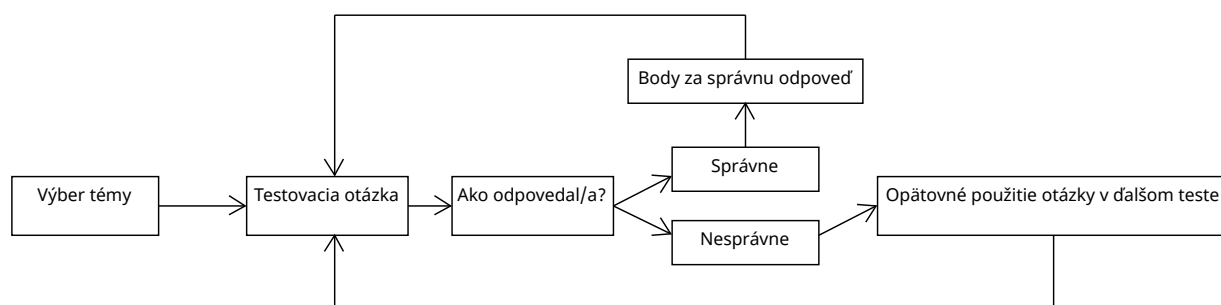 Body za správnu odpoveď
Správne
Výber témy
Testovacia otázka
Ako odpovedal/a?
Opätovné použitie otázky v ďalšom teste
Nesprávne